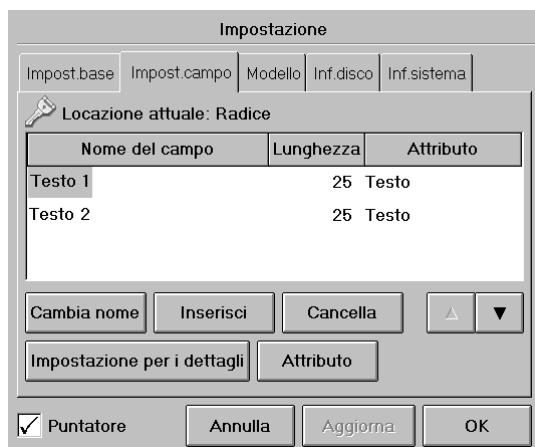 Impostazione
Impost.base Impost.campo Modello Inf.disco Inf.sistema
Locazione attuale: Radice
Nome del campo Lunghezza Attributo
Testo 1 25 Testo
Testo 2 25 Testo
Cambia nome Inserisci Cancella
Impostazione per i dettagli Attributo
Puntatore Annulla Aggiorna OK